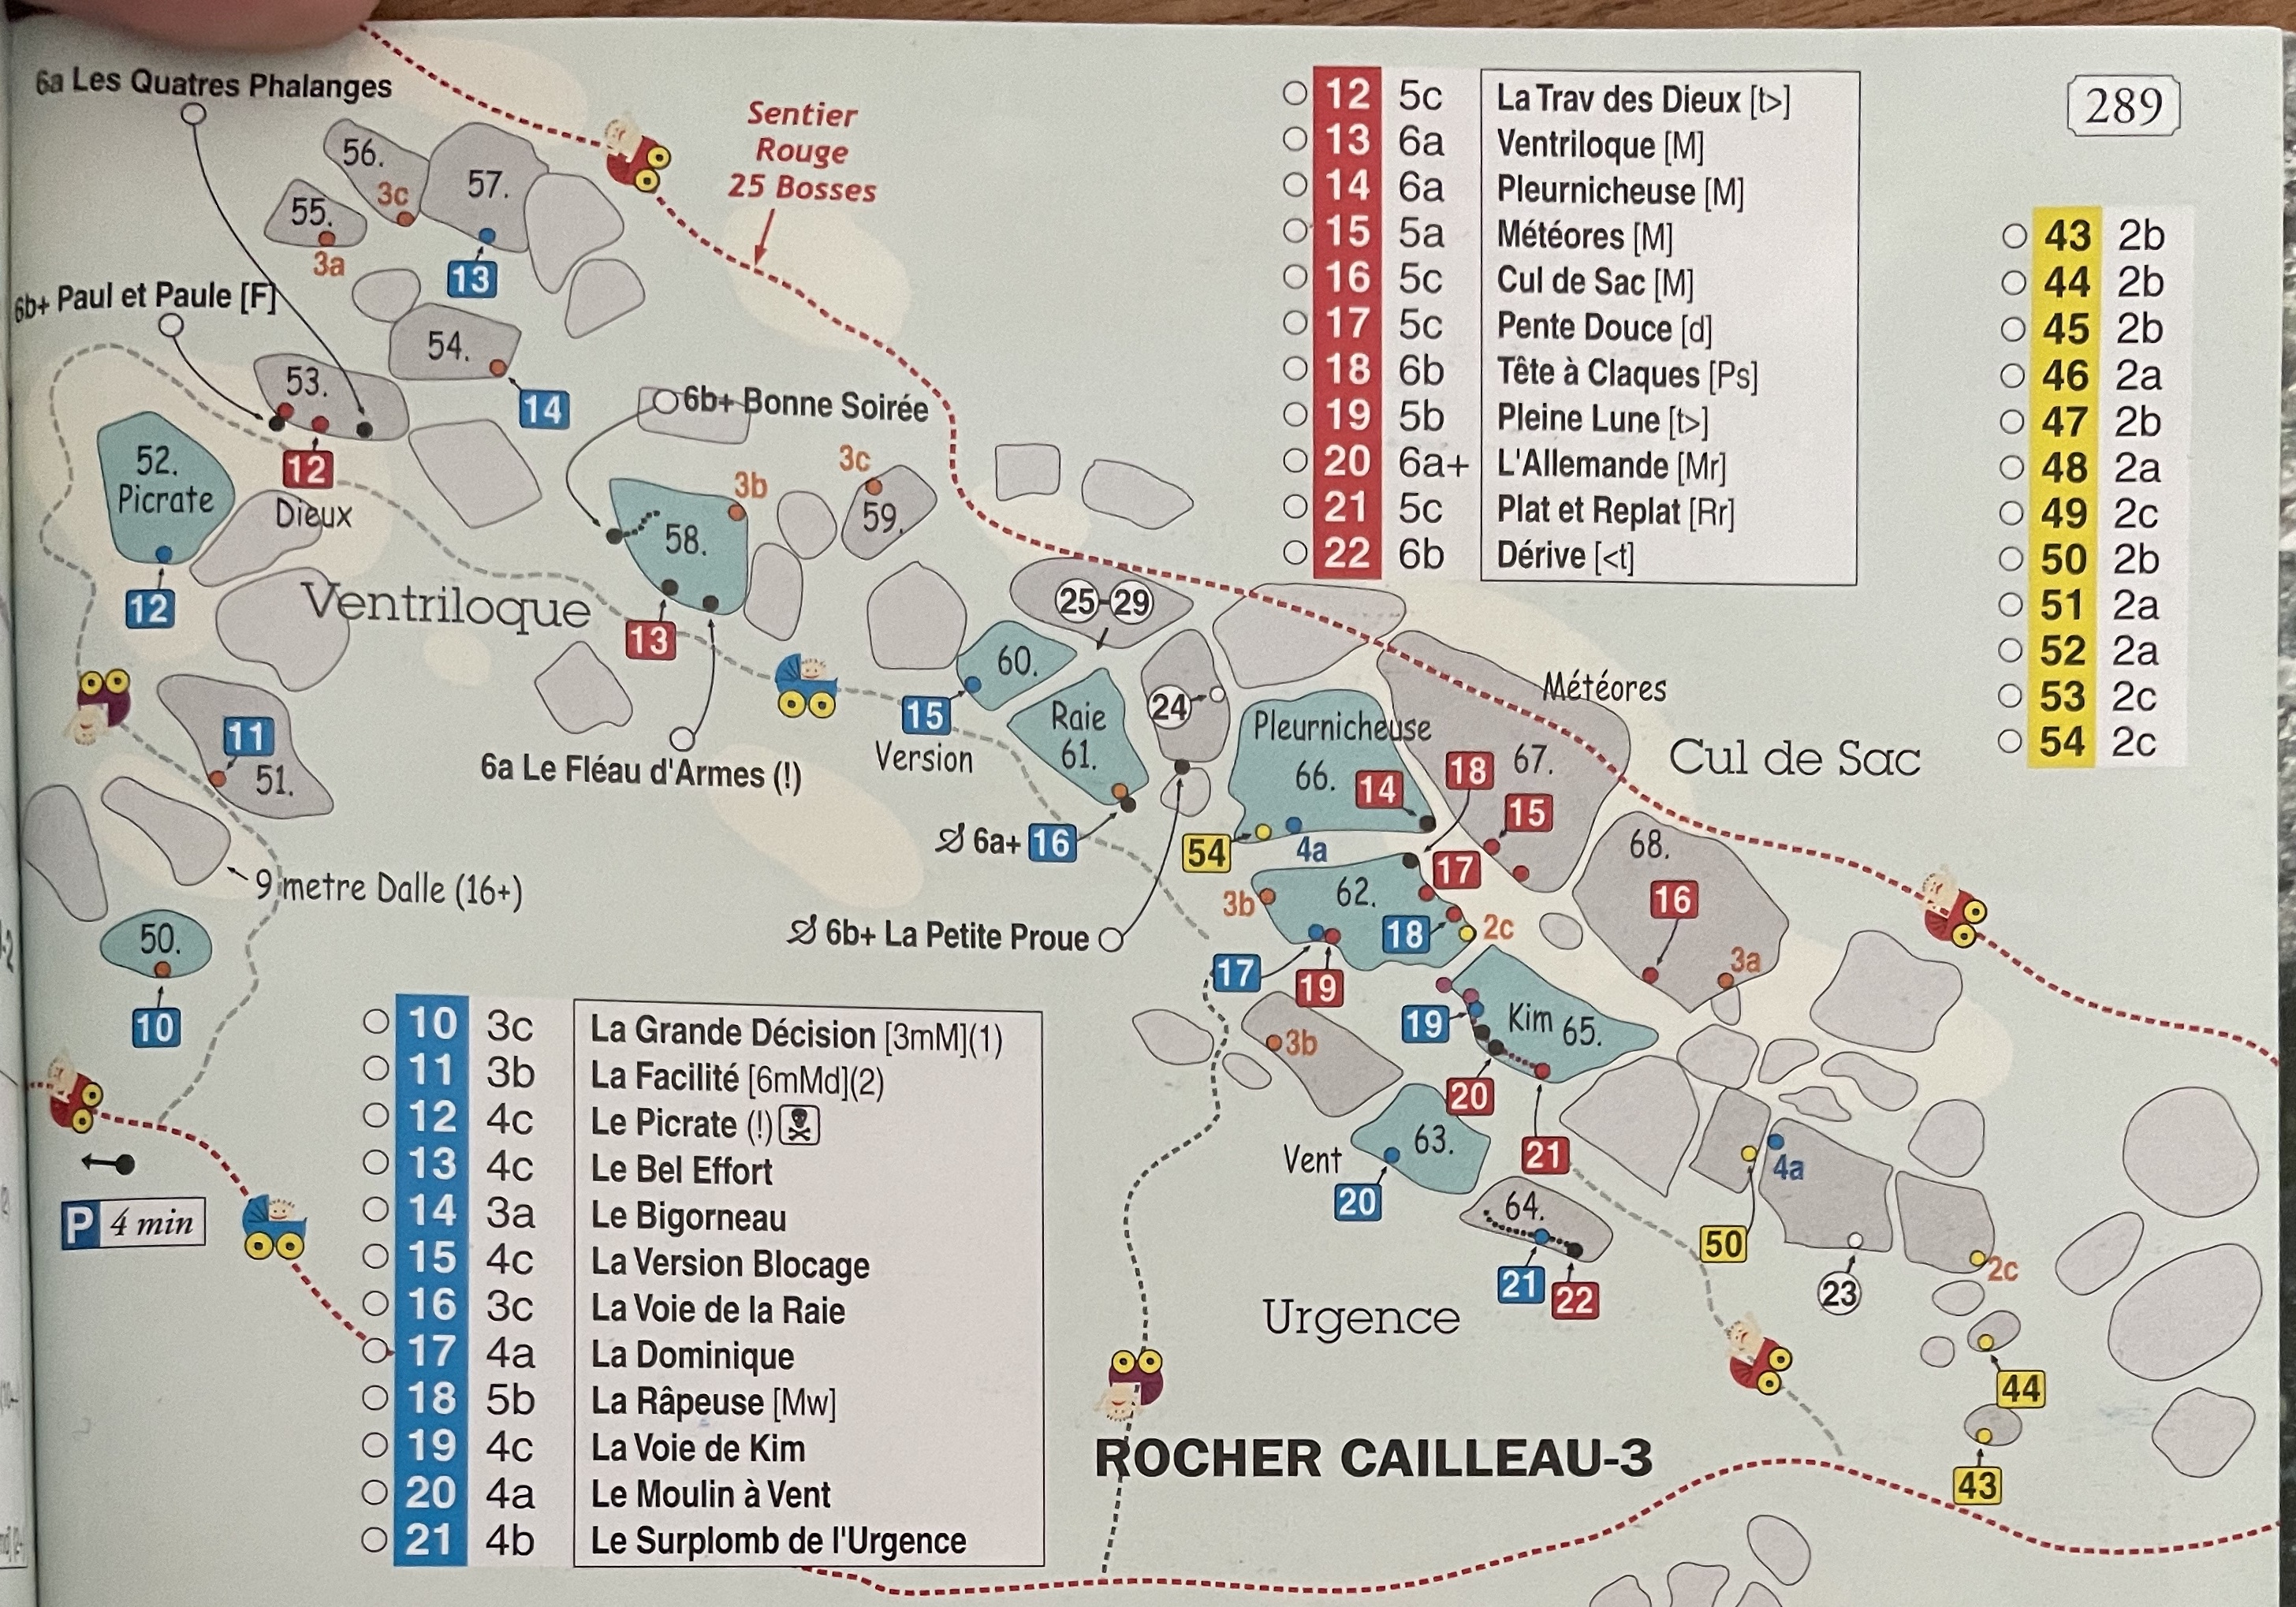 289
6a Les Quatres Phalanges
56.
57.
3c
55.
3a
13
Sentier
Rouge
25 Bosses
6b+ Paul et Paule [F]
54.
14
53.
12
Dieux
52.
Picrate
12
6b+ Bonne Soirée
3b
3c
58.
59.
13
Ventriloque
6a Le Fléau d'Armes (!)
11
51.
9 metre Dalle (16+)
50.
10
P 4 min
25-29
60.
15
Version
Raie
61.
24
6a+ 16
6b+ La Petite Proue
Météores
Pleurnicheuse
66.
14
18
67.
15
Cul de Sac
54
4a
17
68.
16
3a
3b
62.
18
2c
17
19
3b
19
Kim 65.
20
21
Vent
63.
20
64.
21
22
Urgence
4a
50
23
2c
44
43
12 5c La Trav des Dieux [t>]
13 6a Ventriloque [M]
14 6a Pleurnicheuse [M]
15 5a Météores [M]
16 5c Cul de Sac [M]
17 5c Pente Douce [d]
18 6b Tête à Claques [Ps]
19 5b Pleine Lune [t>]
20 6a+ L'Allemande [Mr]
21 5c Plat et Replat [Rr]
22 6b Dérive [<t]
43 2b
44 2b
45 2b
46 2a
47 2b
48 2a
49 2c
50 2b
51 2a
52 2a
53 2c
54 2c
10 3c La Grande Décision [3mM](1)
11 3b La Facilité [6mMd](2)
12 4c Le Picrate (!)
13 4c Le Bel Effort
14 3a Le Bigorneau
15 4c La Version Blocage
16 3c La Voie de la Raie
17 4a La Dominique
18 5b La Râpeuse [Mw]
19 4c La Voie de Kim
20 4a Le Moulin à Vent
21 4b Le Surplomb de l'Urgence
ROCHER CAILLEAU-3